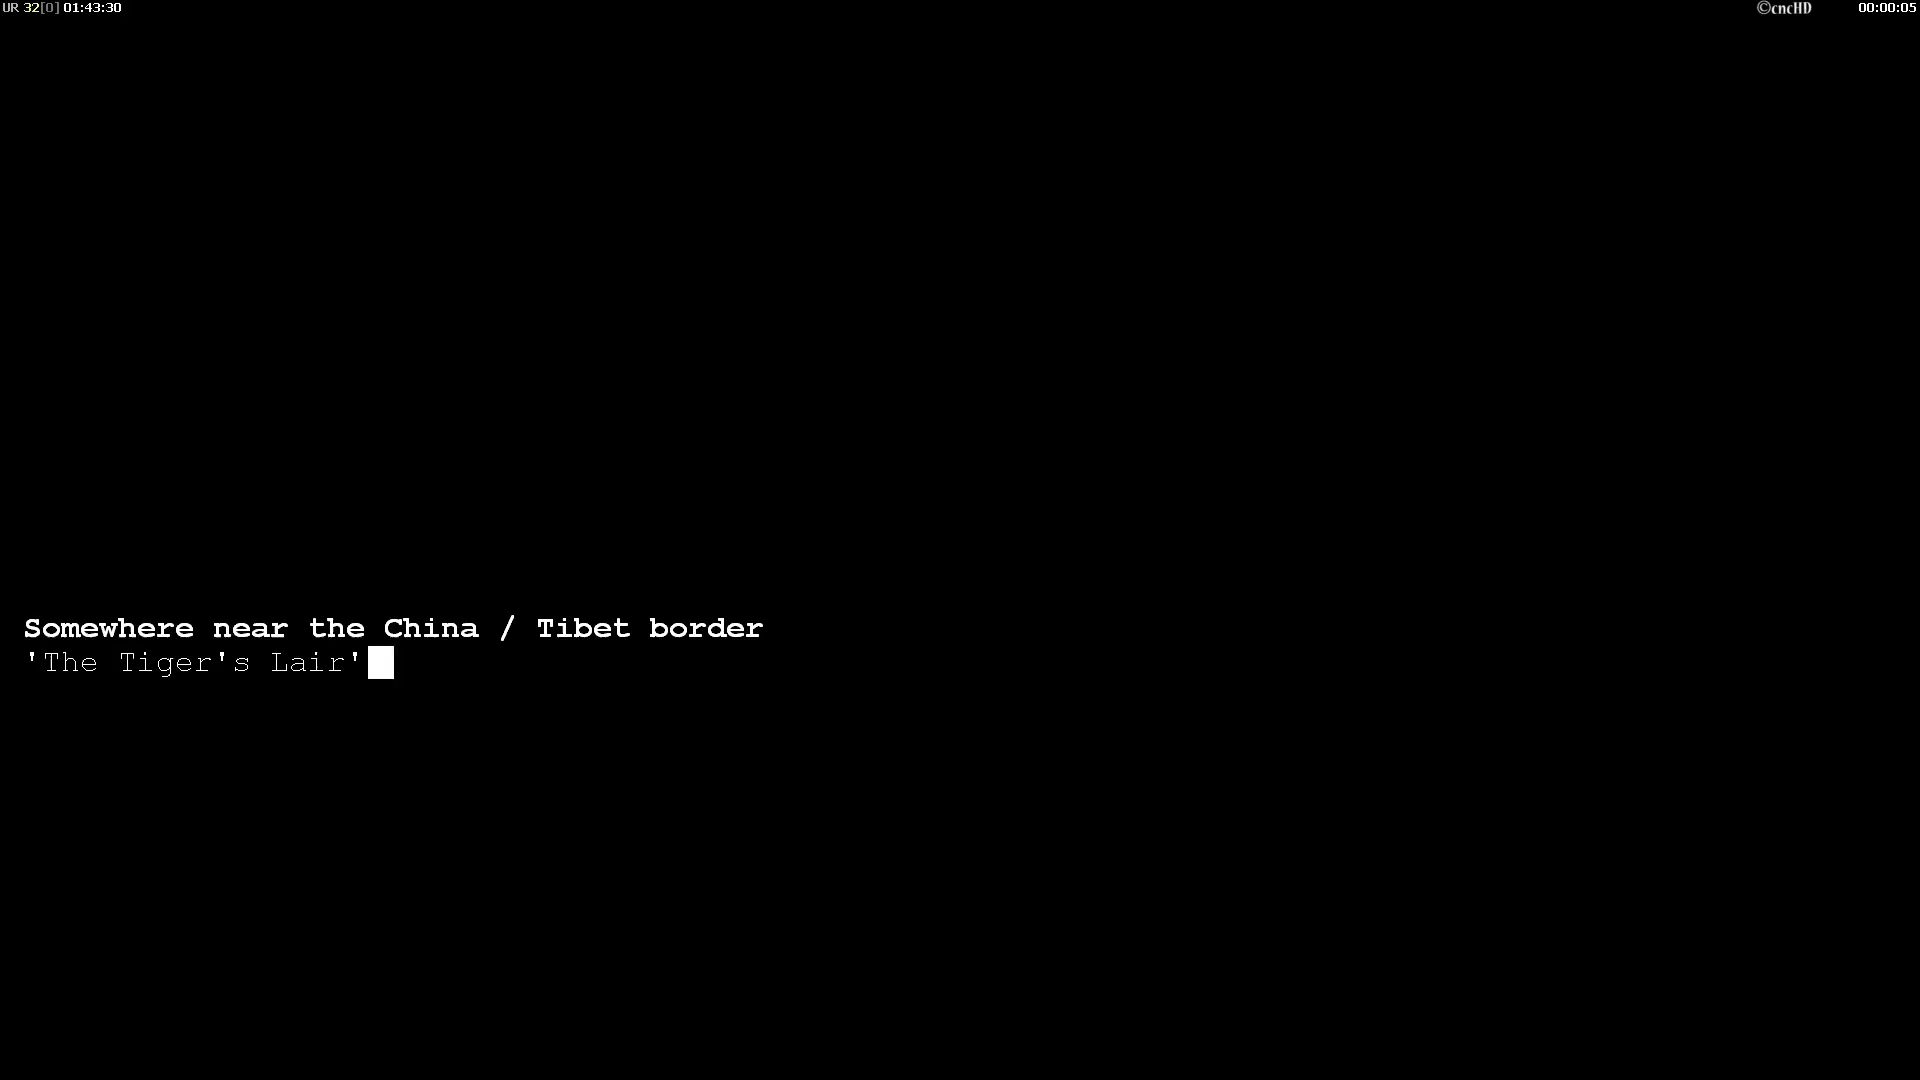 UR 32[0] 01:43:30
©cncHD
00:00:05
Somewhere near the China / Tibet border
'The Tiger's Lair'